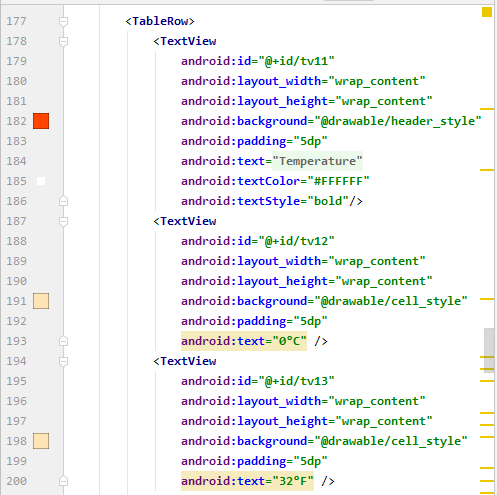 177 <TableRow>
178 <TextView
179 android:id="@+id/tv11"
180 android:layout_width="wrap_content"
181 android:layout_height="wrap_content"
182 android:background="@drawable/header_style"
183 android:padding="5dp"
184 android:text="Temperature"
185 android:textColor="#FFFFFF"
186 android:textStyle="bold"/>
187 <TextView
188 android:id="@+id/tv12"
189 android:layout_width="wrap_content"
190 android:layout_height="wrap_content"
191 android:background="@drawable/cell_style"
192 android:padding="5dp"
193 android:text="0°C" />
194 <TextView
195 android:id="@+id/tv13"
196 android:layout_width="wrap_content"
197 android:layout_height="wrap_content"
198 android:background="@drawable/cell_style"
199 android:padding="5dp"
200 android:text="32°F" />